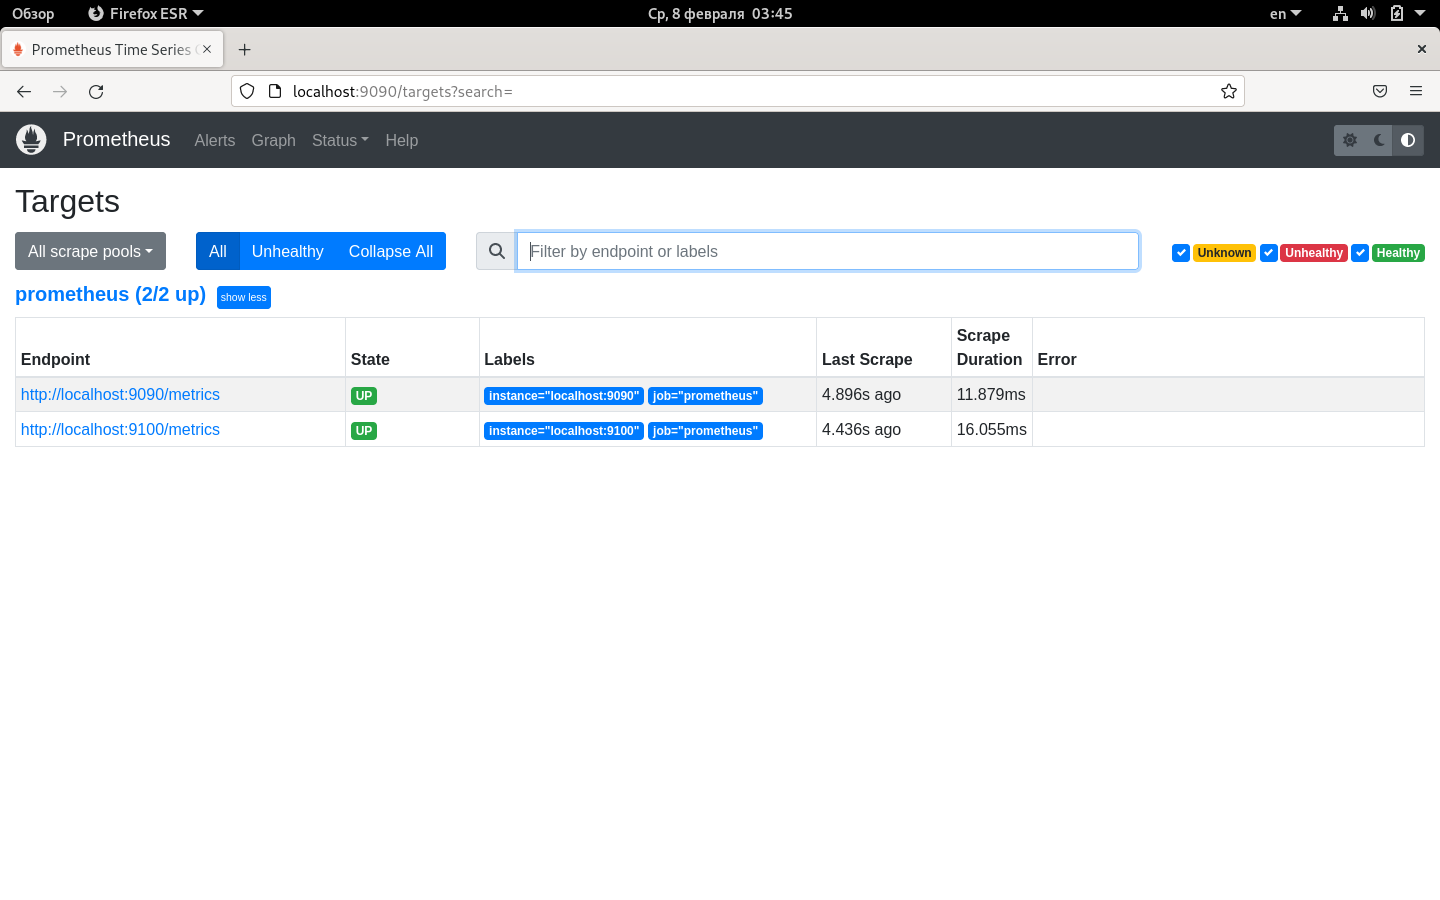 Обзор Firefox ESR Ср, 8 февраля 03:45 en
Prometheus Time Series
localhost:9090/targets?search=
Prometheus Alerts Graph Status Help
Targets
All scrape pools All Unhealthy Collapse All Filter by endpoint or labels Unknown Unhealthy Healthy
prometheus (2/2 up) show less
Endpoint State Labels Last Scrape Scrape Duration Error
http://localhost:9090/metrics UP instance="localhost:9090" job="prometheus" 4.896s ago 11.879ms
http://localhost:9100/metrics UP instance="localhost:9100" job="prometheus" 4.436s ago 16.055ms